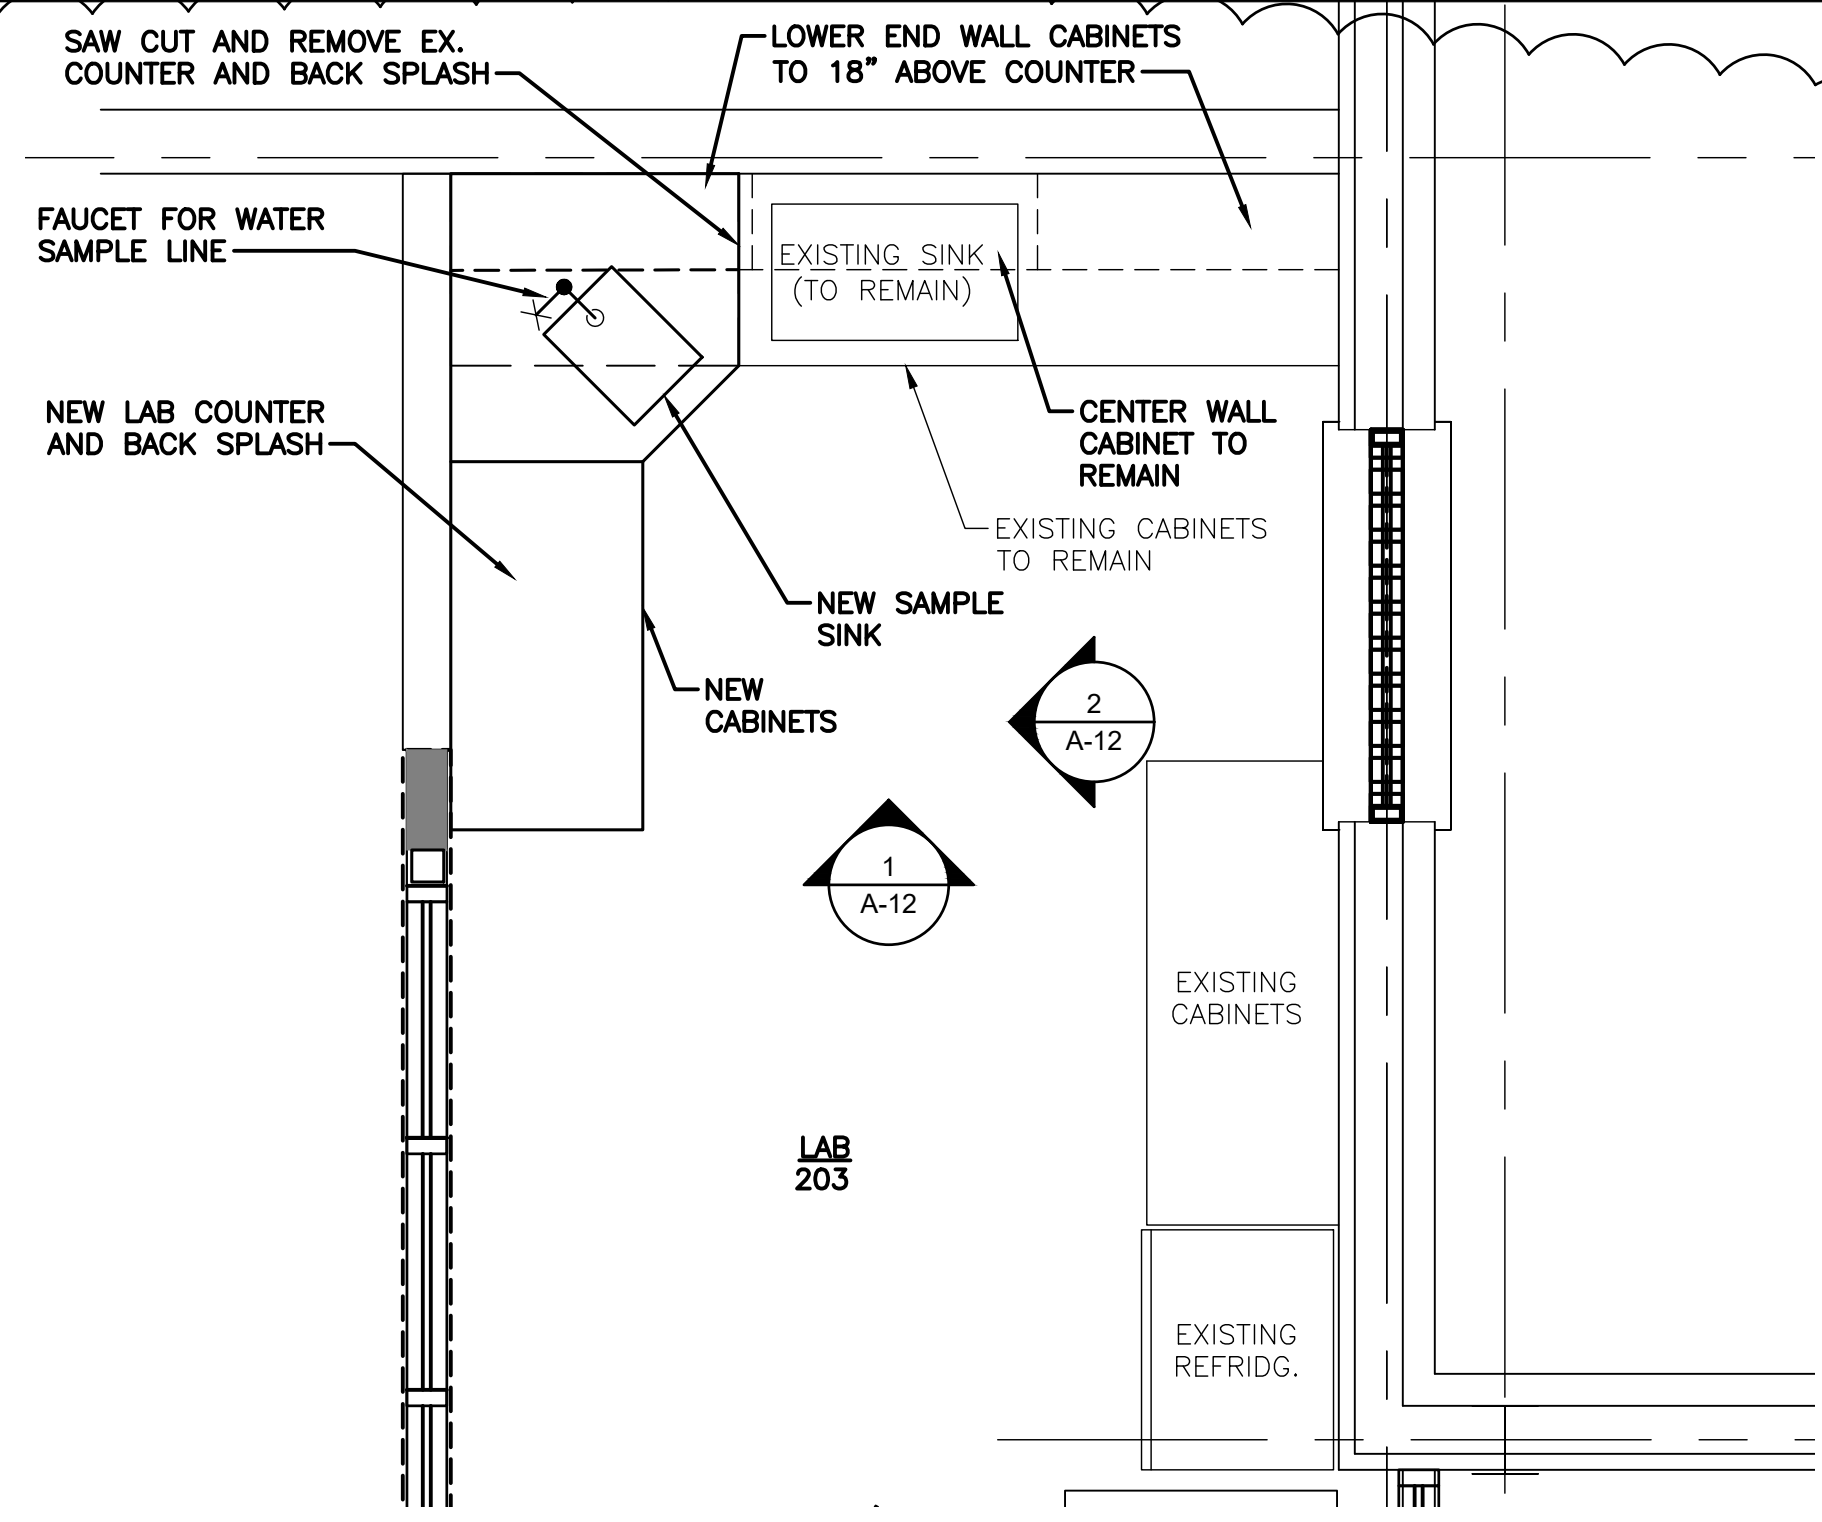 SAW CUT AND REMOVE EX.
COUNTER AND BACK SPLASH
LOWER END WALL CABINETS
TO 18" ABOVE COUNTER
FAUCET FOR WATER
SAMPLE LINE
EXISTING SINK
(TO REMAIN)
NEW LAB COUNTER
AND BACK SPLASH
CENTER WALL
CABINET TO
REMAIN
EXISTING CABINETS
TO REMAIN
NEW SAMPLE
SINK
NEW
CABINETS
2
A-12
1
A-12
EXISTING
CABINETS
LAB
203
EXISTING
REFRIDG.